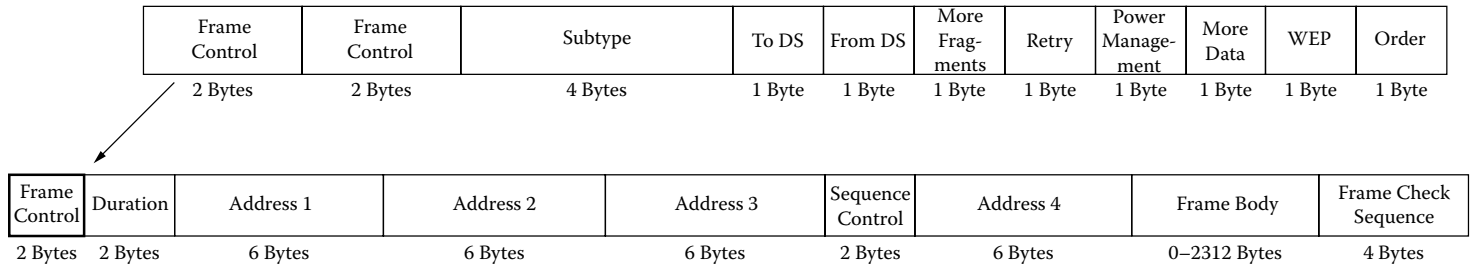 Frame Control
Frame Control
Subtype
To DS
From DS
More Frag- ments
Retry
Power Manage- ment
More Data
WEP
Order
2 Bytes
2 Bytes
4 Bytes
1 Byte
1 Byte
1 Byte
1 Byte
1 Byte
1 Byte
1 Byte
1 Byte
Frame Control
Duration
Address 1
Address 2
Address 3
Sequence Control
Address 4
Frame Body
Frame Check Sequence
2 Bytes
2 Bytes
6 Bytes
6 Bytes
6 Bytes
2 Bytes
6 Bytes
0–2312 Bytes
4 Bytes